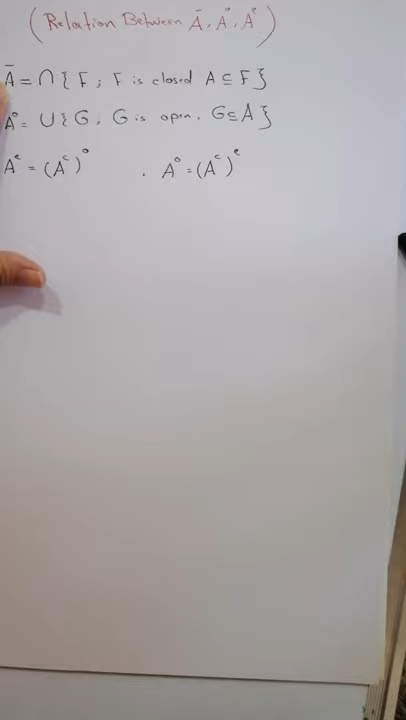 (Relation Between Ā, A°, Aᵉ)
Ā = ∩ { F ; F is closed A ⊆ F }
A° = ∪ { G ; G is open, G ⊆ A }
Aᵉ = (Aᶜ)° . A° = (Aᶜ)ᵉ